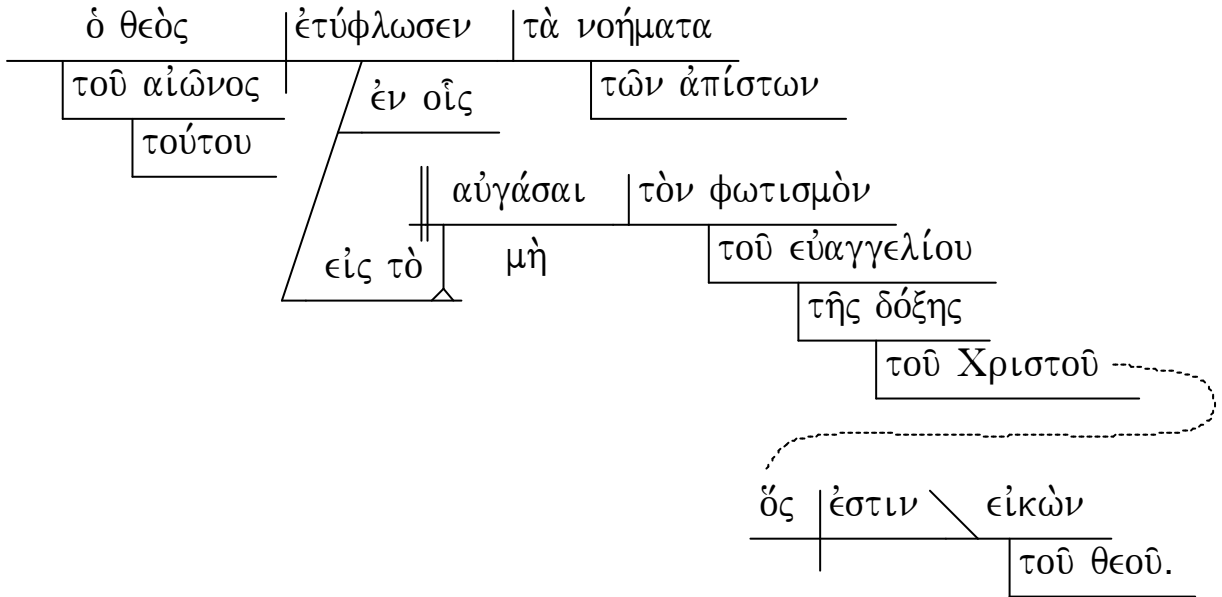 ὁ θεὸς ἐτύφλωσεν τὰ νοήματα
τοῦ αἰῶνος ἐν οἷς τῶν ἀπίστων
τούτου
αὐγάσαι τὸν φωτισμὸν
εἰς τὸ μὴ τοῦ εὐαγγελίου
τῆς δόξης
τοῦ Χριστοῦ
ὅς ἐστιν εἰκὼν
τοῦ θεοῦ.